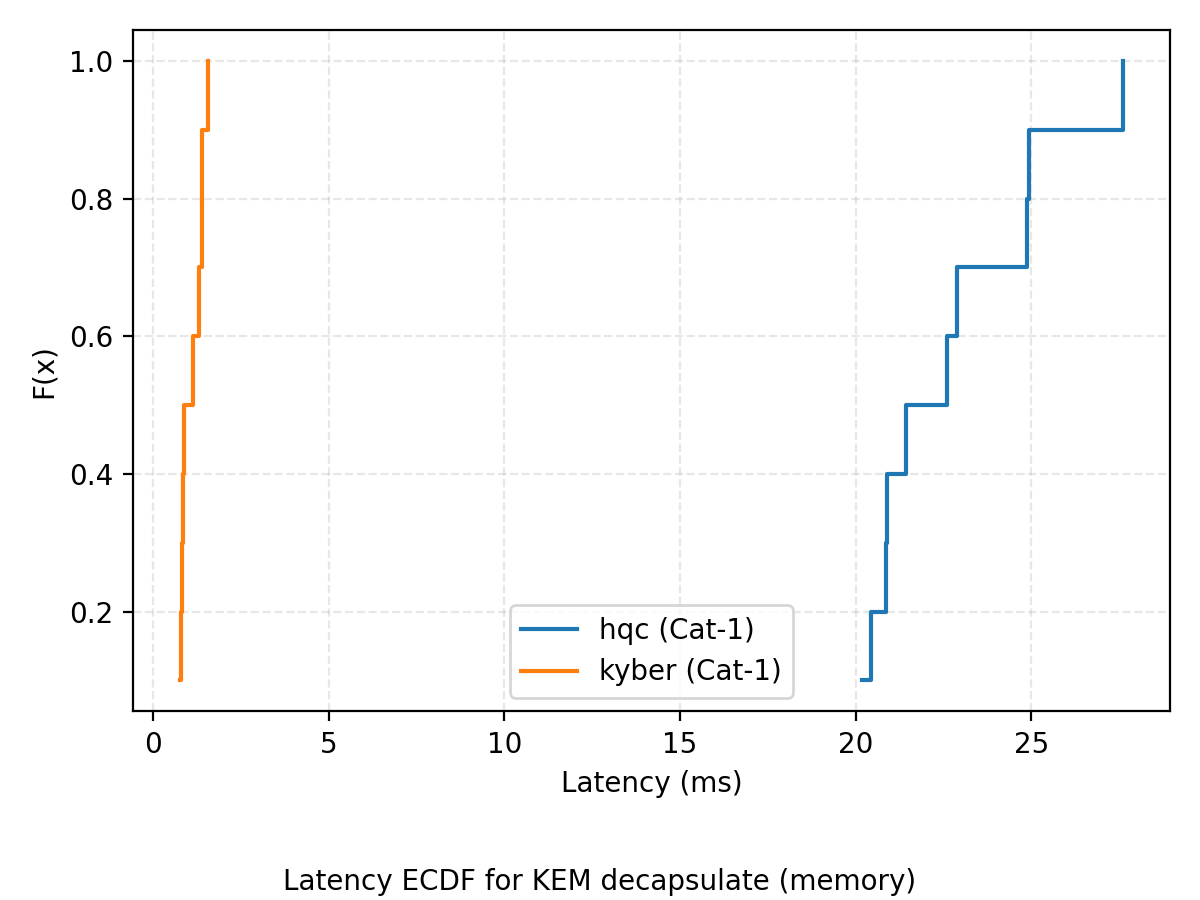 1.0
0.8
0.6
0.4
0.2
F(x)
hqc (Cat-1)
kyber (Cat-1)
0 5 10 15 20 25
Latency (ms)
Latency ECDF for KEM decapsulate (memory)